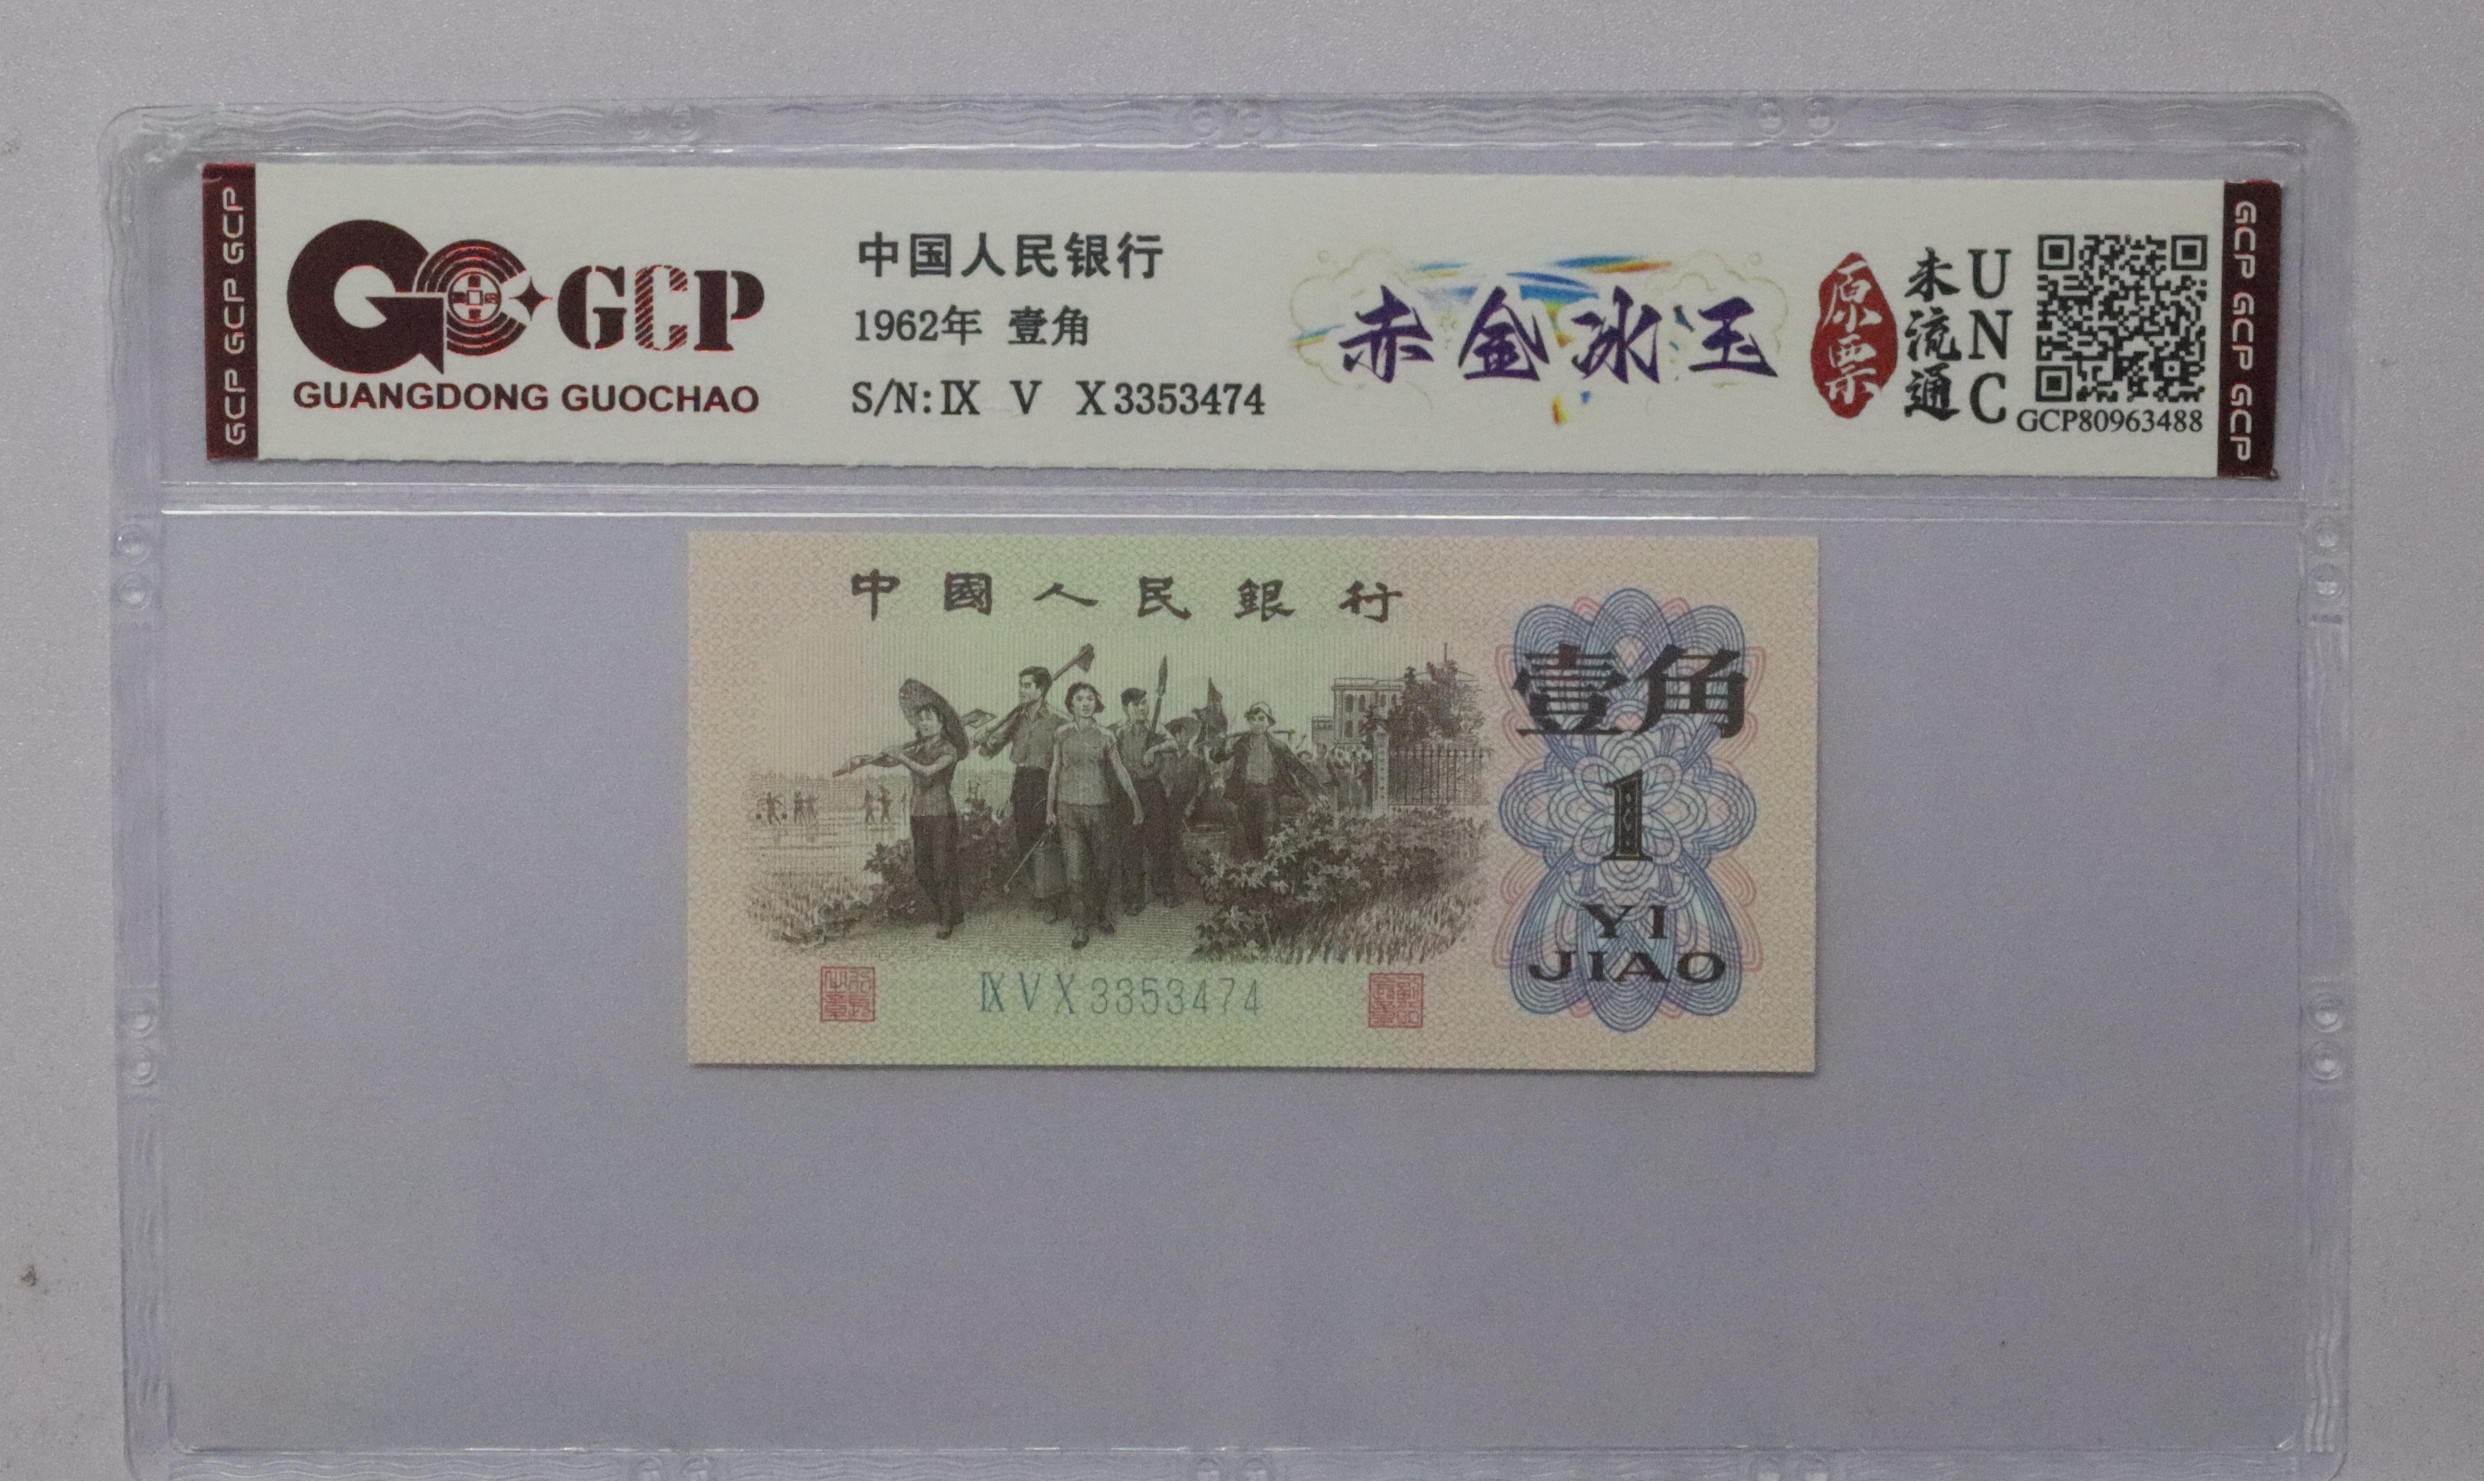 GCP GCP GCP
GCP
GUANGDONG GUOCHAO
中国人民银行
1962年 壹角
S/N: Ⅸ Ⅴ Ⅹ 3353474
赤金冰玉
原票
未流通
UNC
GCP80963488
GCP GCP GCP
中國人民銀行
壹角
1
YI
JIAO
ⅨⅤⅩ3353474